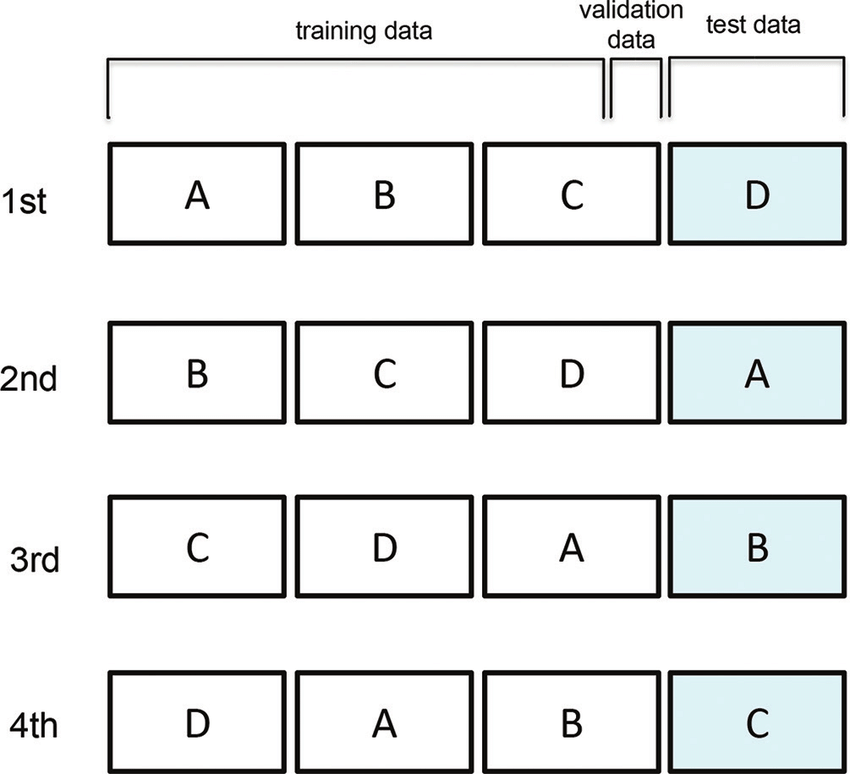 training data
validation
data
test data
1st A B C D
2nd B C D A
3rd C D A B
4th D A B C